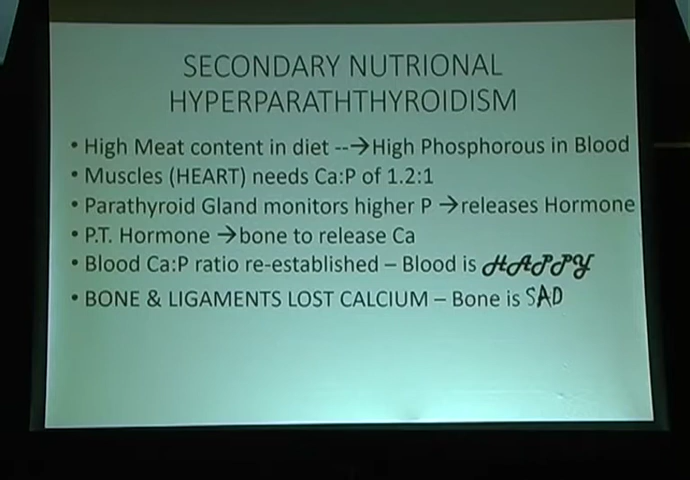 SECONDARY NUTRIONAL
HYPERPARATHTHYROIDISM
• High Meat content in diet --→High Phosphorous in Blood
• Muscles (HEART) needs Ca:P of 1.2:1
• Parathyroid Gland monitors higher P →releases Hormone
• P.T. Hormone →bone to release Ca
• Blood Ca:P ratio re-established – Blood is HAPPY
• BONE & LIGAMENTS LOST CALCIUM – Bone is SAD